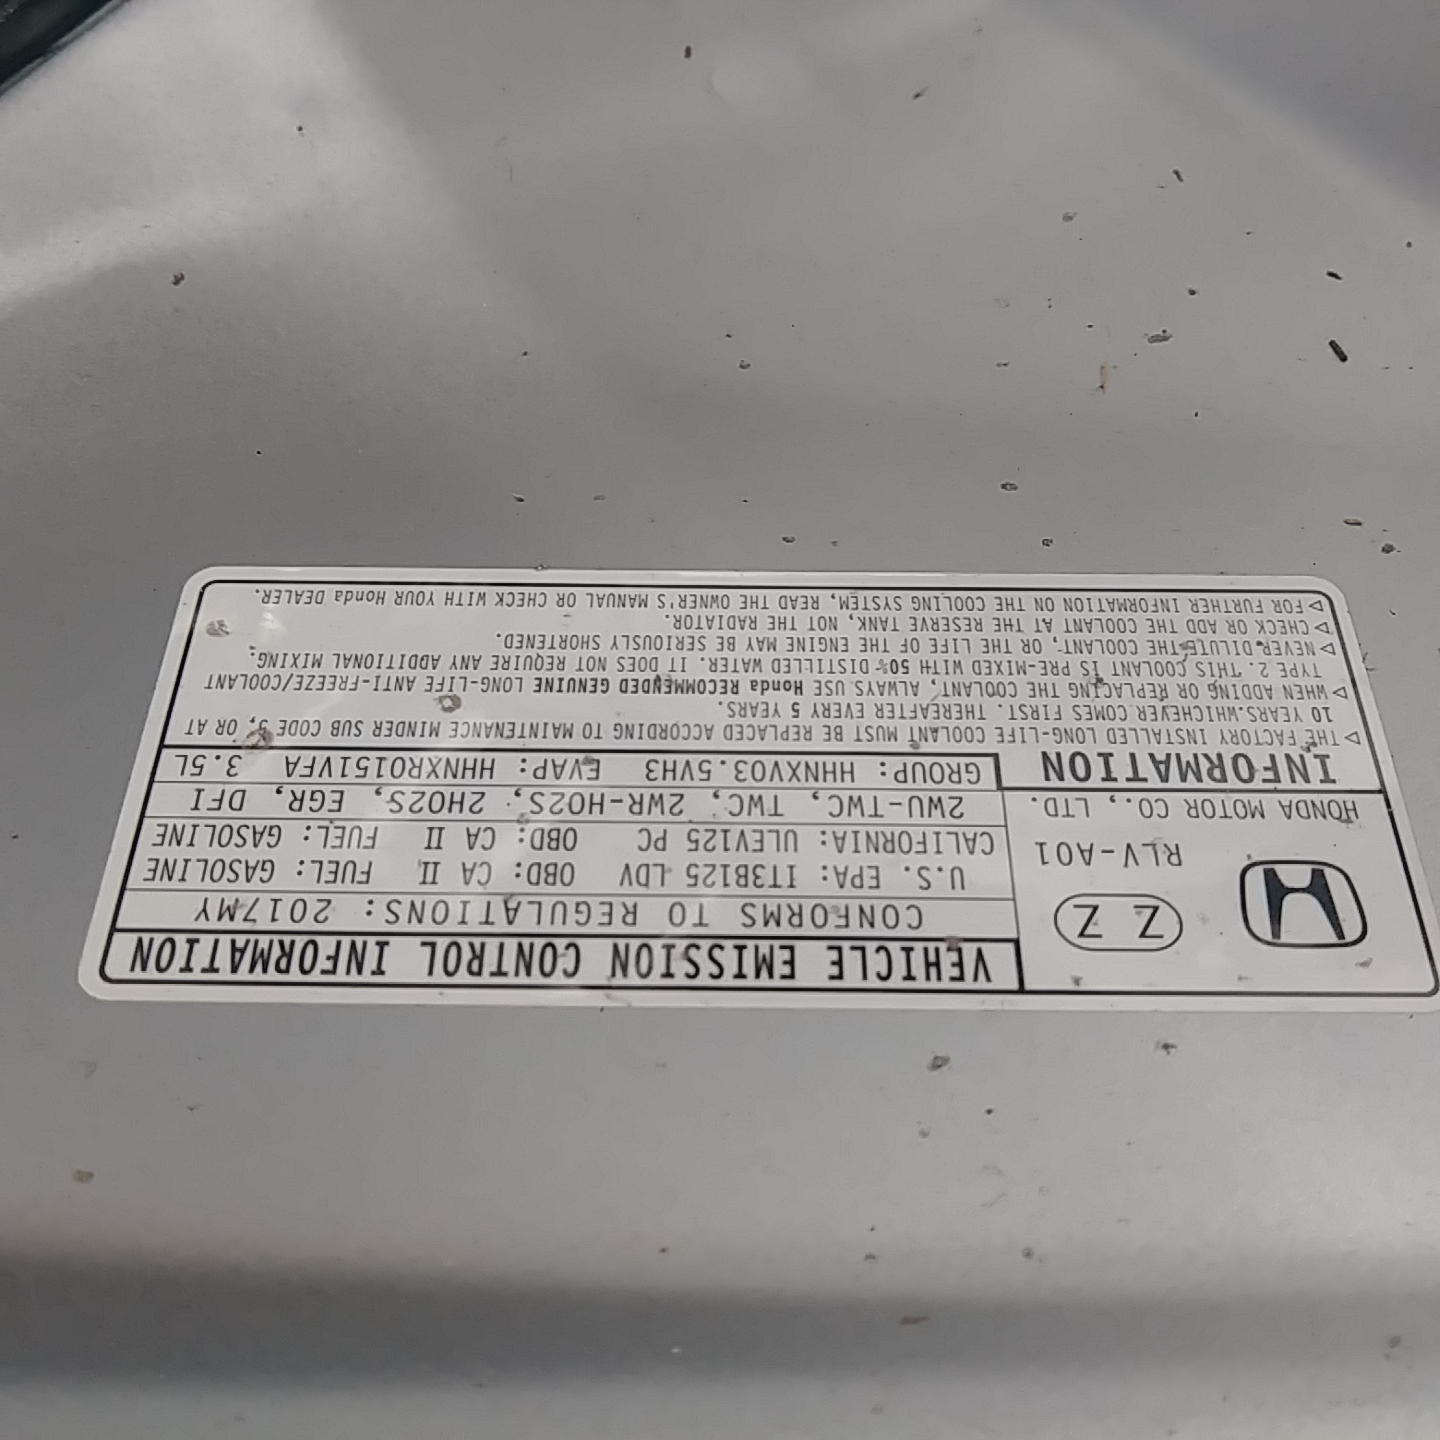 VEHICLE EMISSION CONTROL INFORMATION
CONFORMS TO REGULATIONS: 2017MY
U.S. EPA: IT3B125 LDV OBD: CA II FUEL: GASOLINE
CALIFORNIA: ULEV125 PC OBD: CA II FUEL: GASOLINE
2WU-TWC, TWC, 2WR-HO2S, 2HO2S, EGR, DFI
GROUP: HHNXV03.5VH3 EVAP: HHNXR0151VFA 3.5L
Z Z
RLV-A01
HONDA MOTOR CO., LTD.
INFORMATION
▷ THE FACTORY INSTALLED LONG-LIFE COOLANT MUST BE REPLACED ACCORDING TO MAINTENANCE MINDER SUB CODE 5, OR AT
10 YEARS.WHICHEVER COMES FIRST. THEREAFTER EVERY 5 YEARS.
▷ WHEN ADDING OR REPLACING THE COOLANT, ALWAYS USE Honda RECOMMENDED GENUINE LONG-LIFE ANTI-FREEZE/COOLANT
TYPE 2. THIS COOLANT IS PRE-MIXED WITH 50% DISTILLED WATER. IT DOES NOT REQUIRE ANY ADDITIONAL MIXING.
▷ NEVER DILUTE THE COOLANT, OR THE LIFE OF THE ENGINE MAY BE SERIOUSLY SHORTENED.
▷ CHECK OR ADD THE COOLANT AT THE RESERVE TANK, NOT THE RADIATOR.
▷ FOR FURTHER INFORMATION ON THE COOLING SYSTEM, READ THE OWNER'S MANUAL OR CHECK WITH YOUR Honda DEALER.